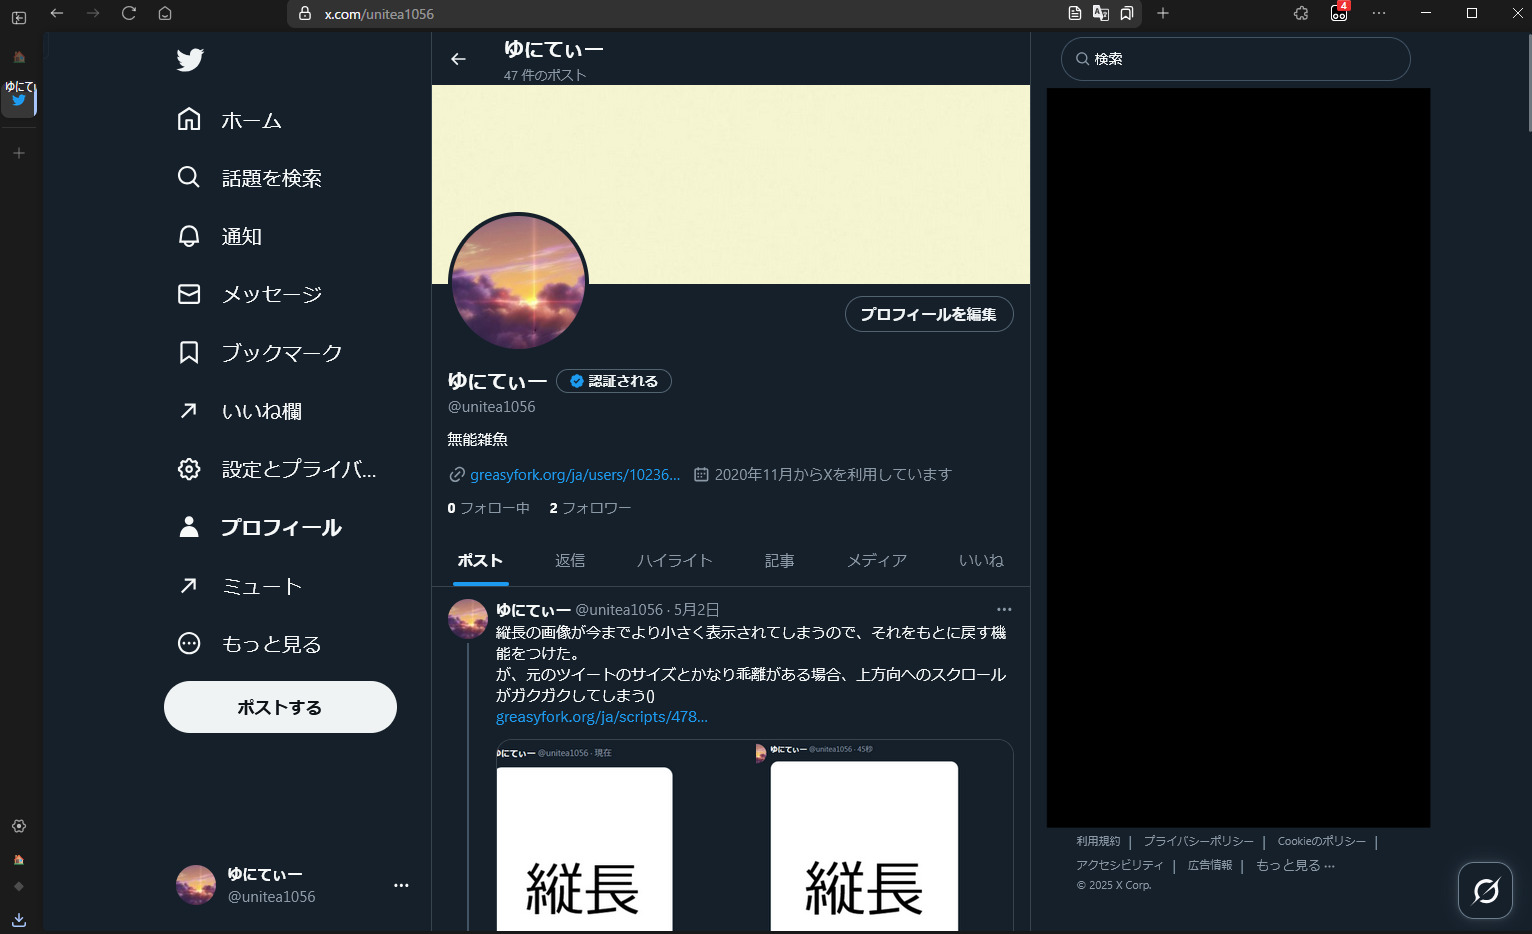 x.com/unitea1056
4
ゆにて
ホーム
話題を検索
通知
メッセージ
ブックマーク
いいね欄
設定とプライバ...
プロフィール
ミュート
もっと見る
ポストする
ゆにてぃー
@unitea1056
ゆにてぃー
47 件のポスト
プロフィールを編集
ゆにてぃー 認証される
@unitea1056
無能雑魚
greasyfork.org/ja/users/10236... 2020年11月からXを利用しています
0 フォロー中 2 フォロワー
ポスト 返信 ハイライト 記事 メディア いいね
ゆにてぃー @unitea1056 · 5月2日
縦長の画像が今までより小さく表示されてしまうので、それをもとに戻す機
能をつけた。
が、元のツイートのサイズとかなり乖離がある場合、上方向へのスクロール
がガクガクしてしまう()
greasyfork.org/ja/scripts/478...
ゆにてぃー @unitea1056 · 現在
縦長
ゆにてぃー @unitea1056 · 45秒
縦長
検索
利用規約 | プライバシーポリシー | Cookieのポリシー |
アクセシビリティ | 広告情報 | もっと見る ···
© 2025 X Corp.